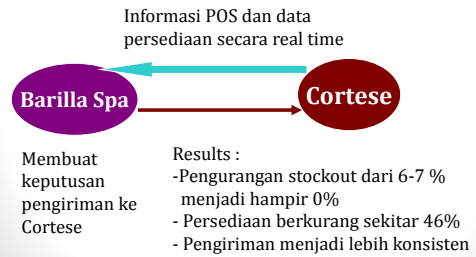 Informasi POS dan data
persediaan secara real time
Barilla Spa
Cortese
Membuat
keputusan
pengiriman ke
Cortese
Results :
-Pengurangan stockout dari 6-7 %
menjadi hampir 0%
- Persediaan berkurang sekitar 46%
- Pengiriman menjadi lebih konsisten